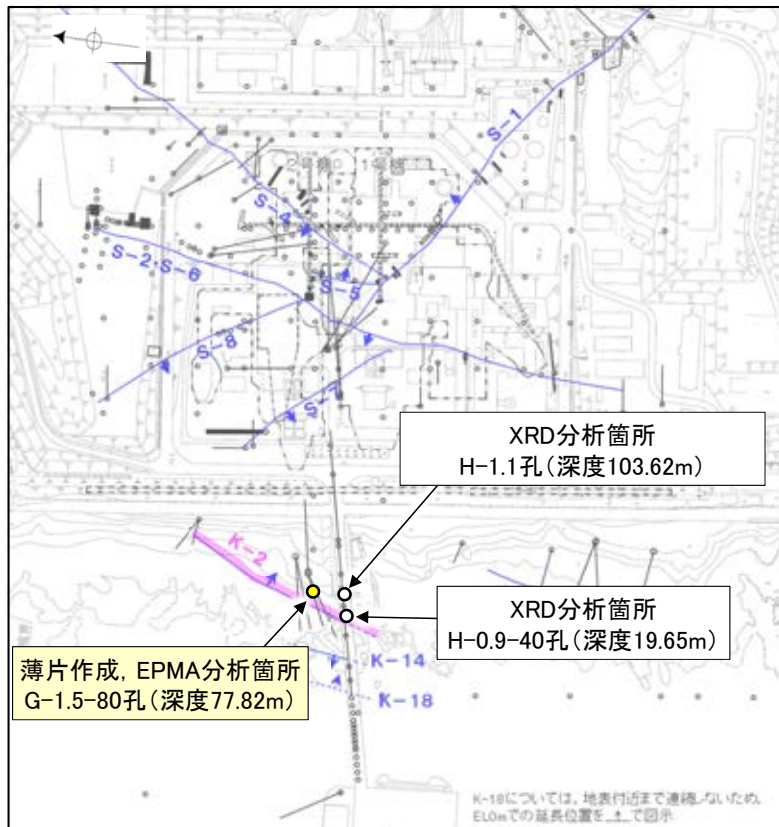 S-1
S-4
S-2・S-6
S-5
S-8
S-7
XRD分析箇所
H-1.1孔(深度103.62m)
K-2
XRD分析箇所
H-0.9-40孔(深度19.65m)
薄片作成, EPMA分析箇所
G-1.5-80孔(深度77.82m)
K-14
K-18
K-18については、地表付近まで連続しないため、
EL0mでの延長位置を で図示